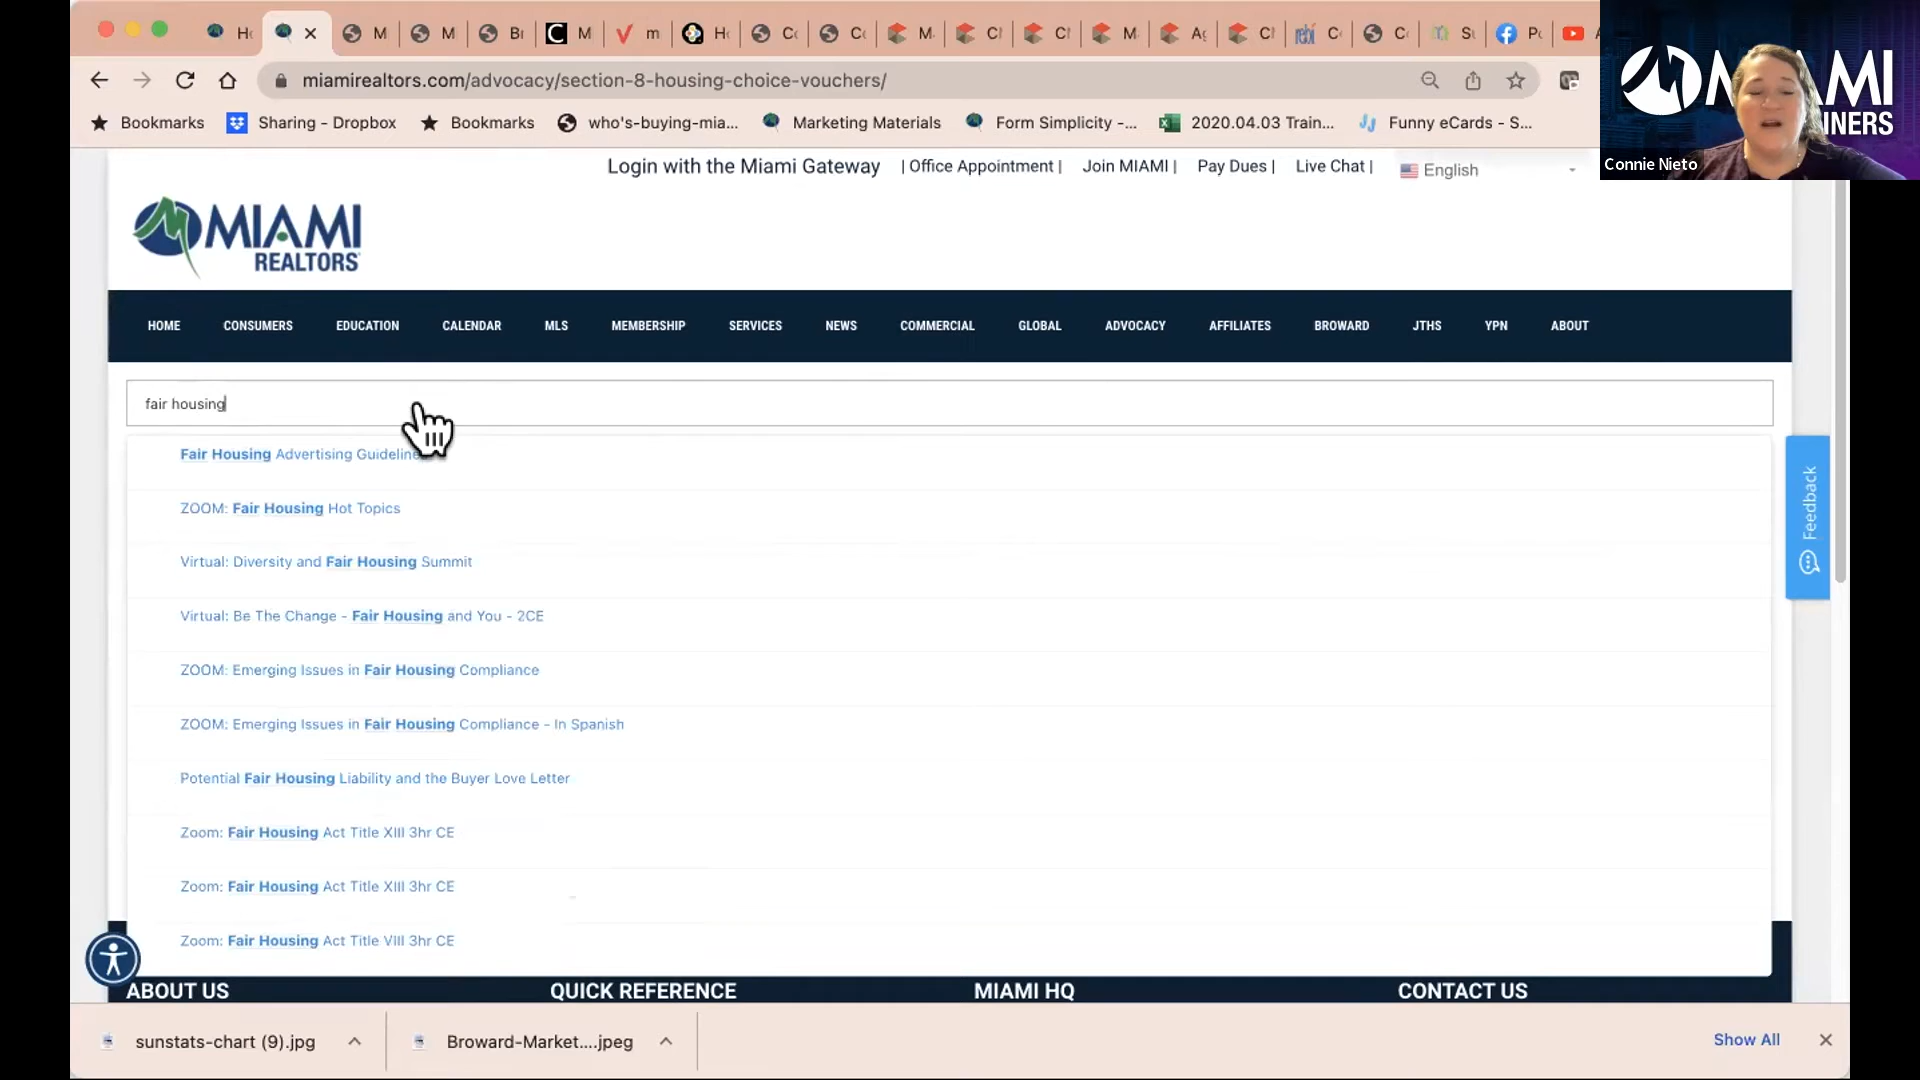 H
M
M
Br
C M
m
H
C
C
M
Cl
Cl
M
A
Cl
rebi C
C
S
P
miamirealtors.com/advocacy/section-8-housing-choice-vouchers/
Bookmarks
Sharing - Dropbox
Bookmarks
who's-buying-mia...
Marketing Materials
Form Simplicity -...
2020.04.03 Train...
Funny eCards - S...
Connie Nieto
Login with the Miami Gateway | Office Appointment | Join MIAMI | Pay Dues | Live Chat | English
MIAMI
REALTORS
HOME CONSUMERS EDUCATION CALENDAR MLS MEMBERSHIP SERVICES NEWS COMMERCIAL GLOBAL ADVOCACY AFFILIATES BROWARD JTHS YPN ABOUT
fair housing
Fair Housing Advertising Guideline
ZOOM: Fair Housing Hot Topics
Virtual: Diversity and Fair Housing Summit
Virtual: Be The Change - Fair Housing and You - 2CE
ZOOM: Emerging Issues in Fair Housing Compliance
ZOOM: Emerging Issues in Fair Housing Compliance - In Spanish
Potential Fair Housing Liability and the Buyer Love Letter
Zoom: Fair Housing Act Title XIII 3hr CE
Zoom: Fair Housing Act Title XIII 3hr CE
Zoom: Fair Housing Act Title VIII 3hr CE
Feedback
ABOUT US QUICK REFERENCE MIAMI HQ CONTACT US
sunstats-chart (9).jpg
Broward-Market....jpeg
Show All